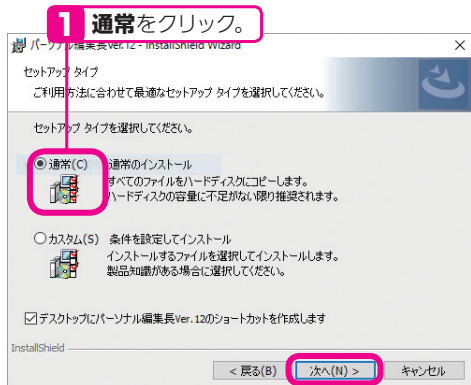 1 通常をクリック。
パーソナル編集長Ver.12 - InstallShield Wizard
セットアップ タイプ
ご利用方法に合わせて最適なセットアップ タイプを選択してください。
セットアップ タイプを選択してください。
通常(C) 通常のインストール
すべてのファイルをハードディスクにコピーします。
ハードディスクの容量に不足がない限り推奨されます。
カスタム(S) 条件を設定してインストール
インストールするファイルを選択してインストールします。
製品知識がある場合に選択してください。
デスクトップにパーソナル編集長Ver.12のショートカットを作成します
InstallShield
< 戻る(B) 次へ(N) > キャンセル